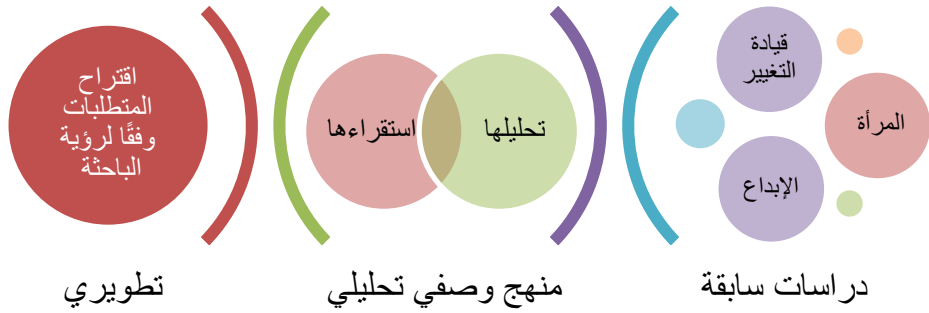 قيادة
التغيير
المرأة
الإبداع
دراسات سابقة
تحليلها
استقراءها
منهج وصفي تحليلي
اقتراح
المتطلبات
وفقًا لرؤية
الباحثة
تطويري